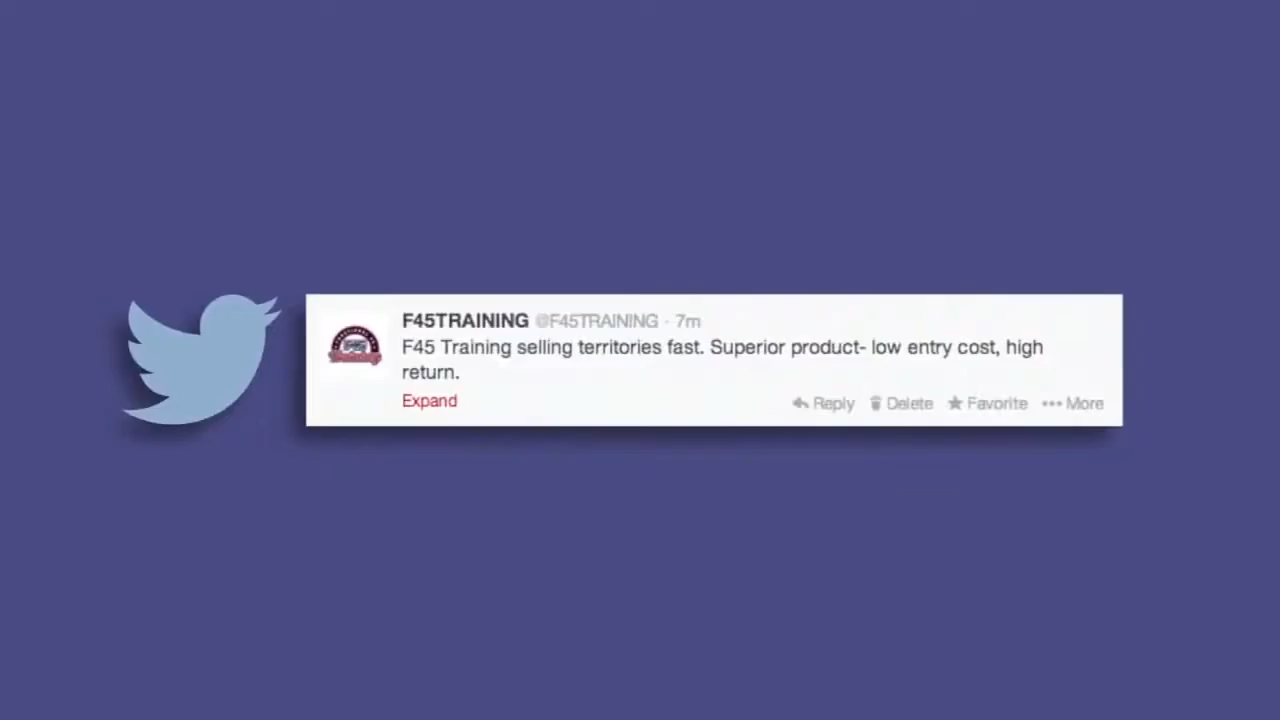 F45TRAINING @F45TRAINING · 7m
F45 Training selling territories fast. Superior product- low entry cost, high
return.
Expand
Reply Delete Favorite ••• More